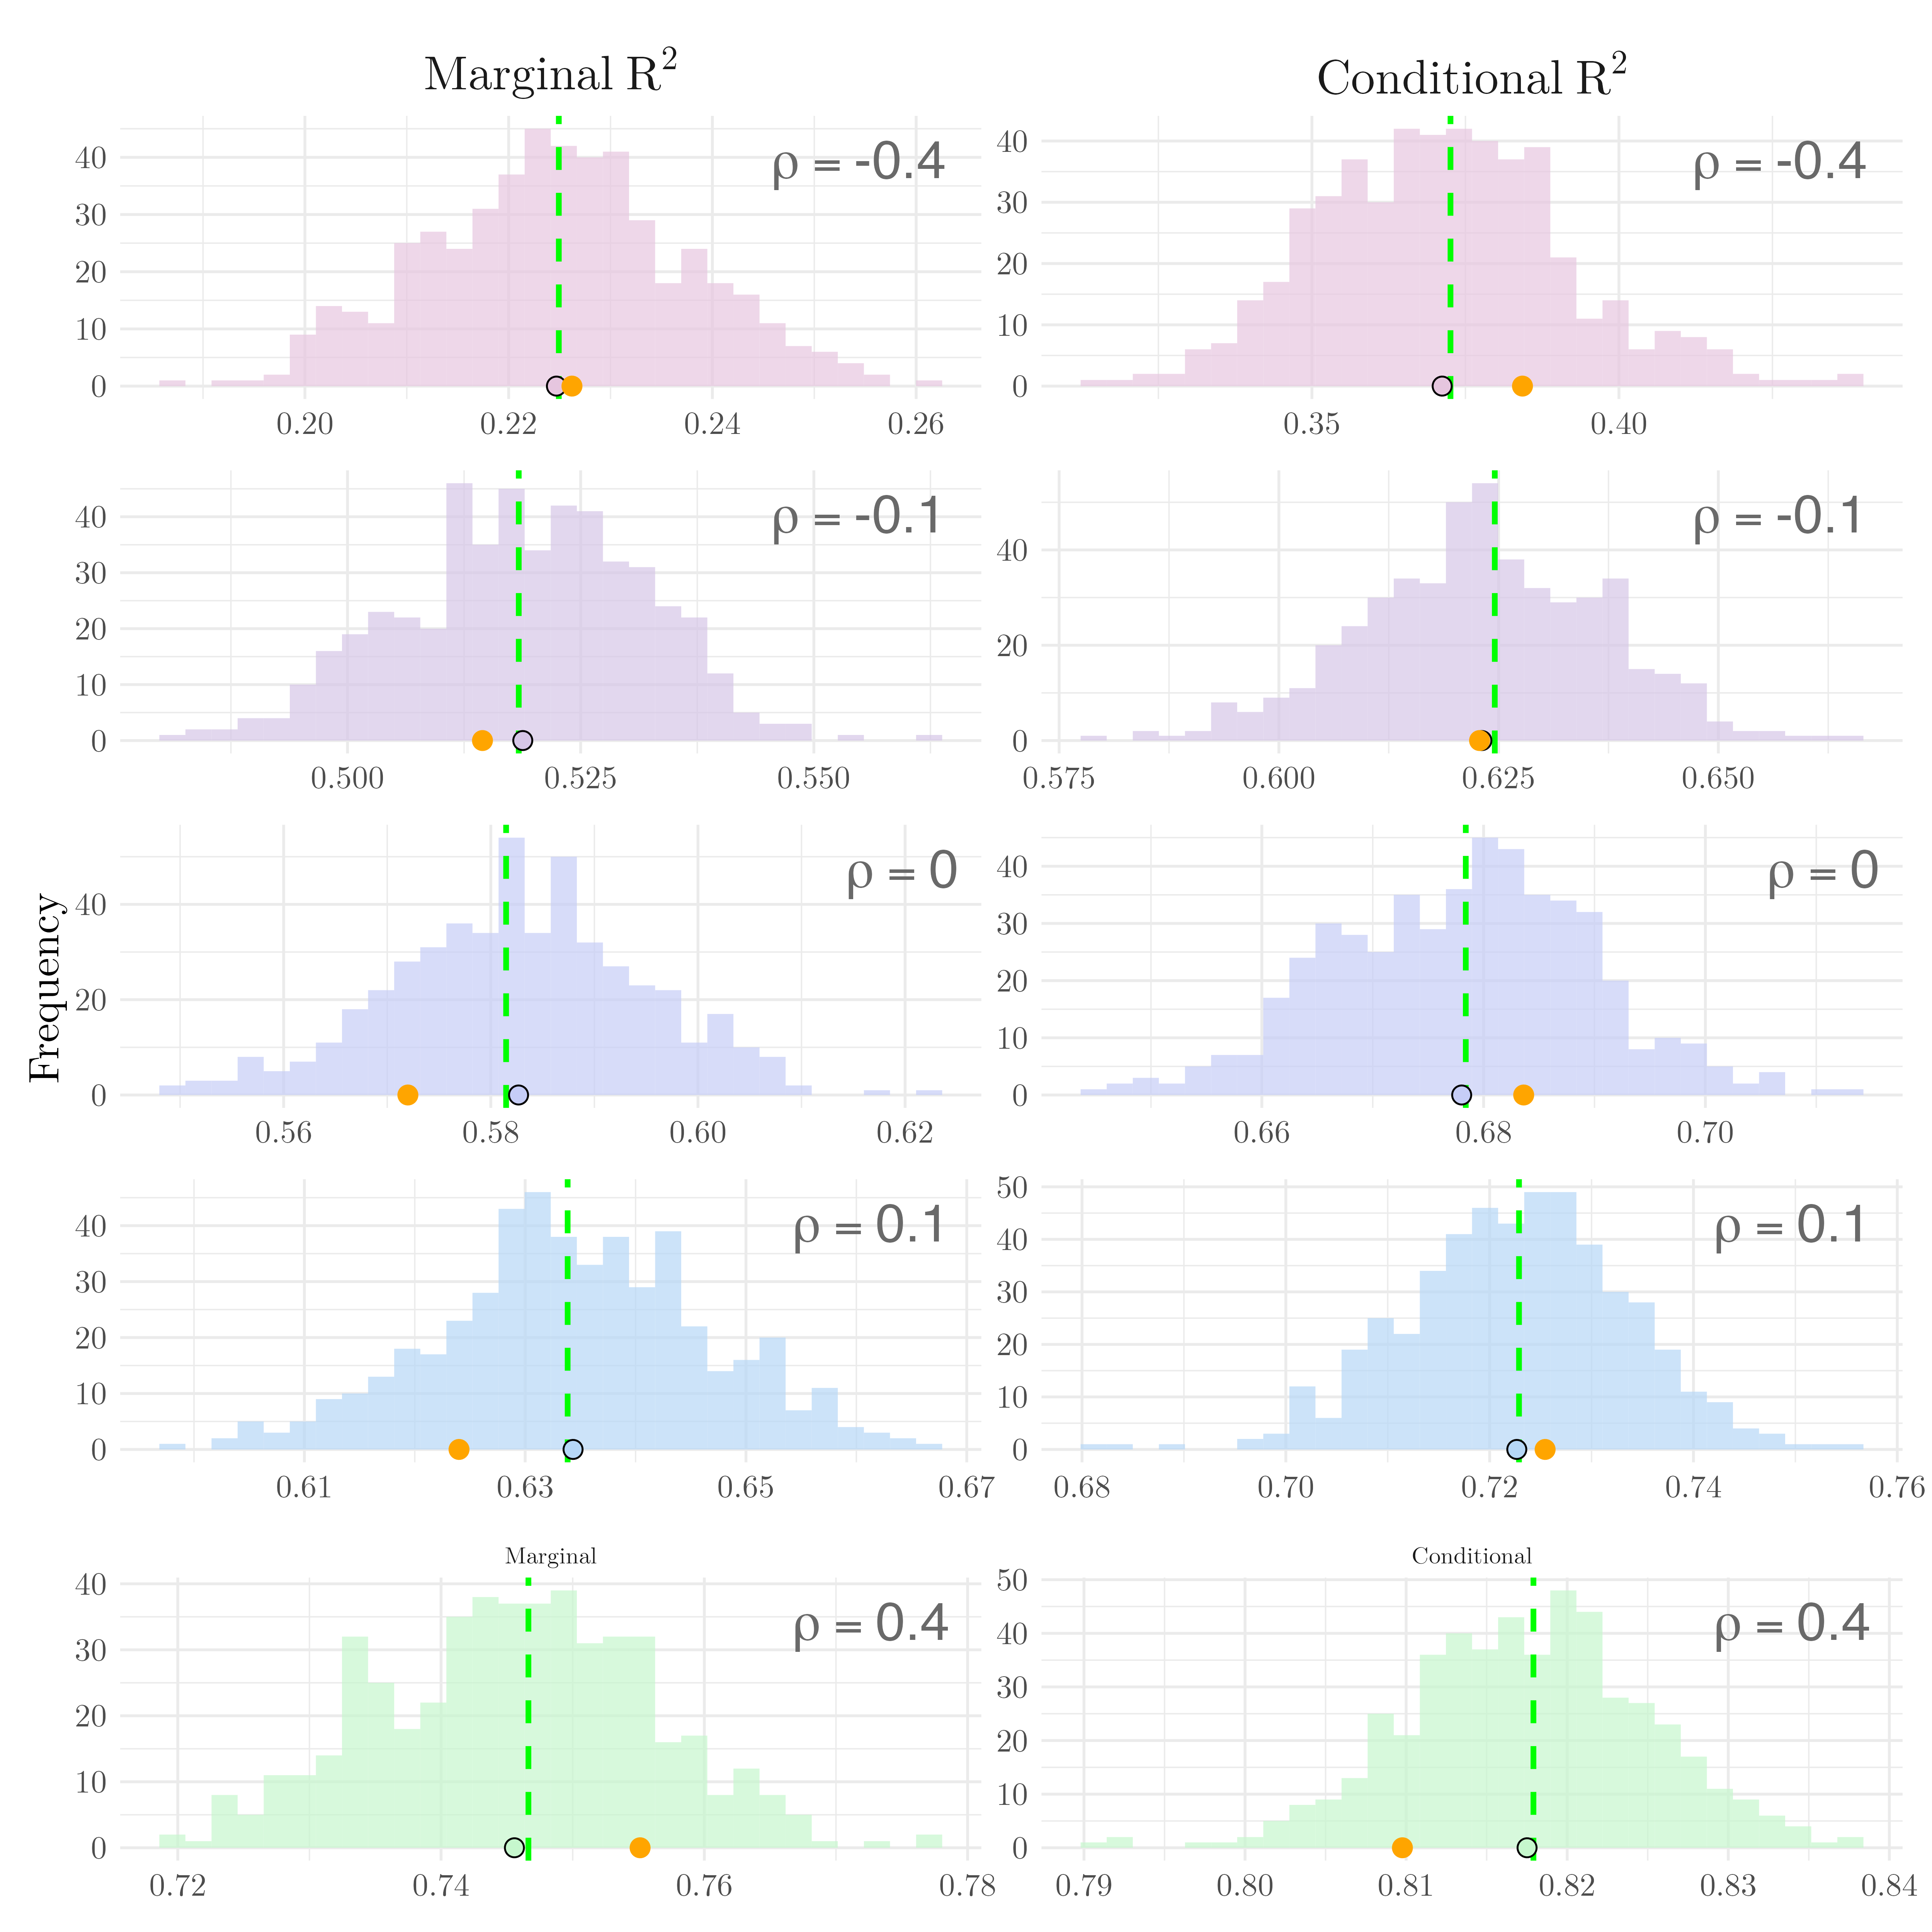 Marginal R²
Conditional R²
Frequency
ρ = -0.4
40
30
20
10
0
0.20 0.22 0.24 0.26
ρ = -0.4
40
30
20
10
0
0.35 0.40
ρ = -0.1
40
30
20
10
0
0.500 0.525 0.550
ρ = -0.1
40
20
0
0.575 0.600 0.625 0.650
ρ = 0
40
20
0
0.56 0.58 0.60 0.62
ρ = 0
40
30
20
10
0
0.66 0.68 0.70
ρ = 0.1
40
30
20
10
0
0.61 0.63 0.65 0.67
ρ = 0.1
50
40
30
20
10
0
0.68 0.70 0.72 0.74 0.76
Marginal
ρ = 0.4
40
30
20
10
0
0.72 0.74 0.76 0.78
Conditional
ρ = 0.4
50
40
30
20
10
0
0.79 0.80 0.81 0.82 0.83 0.84